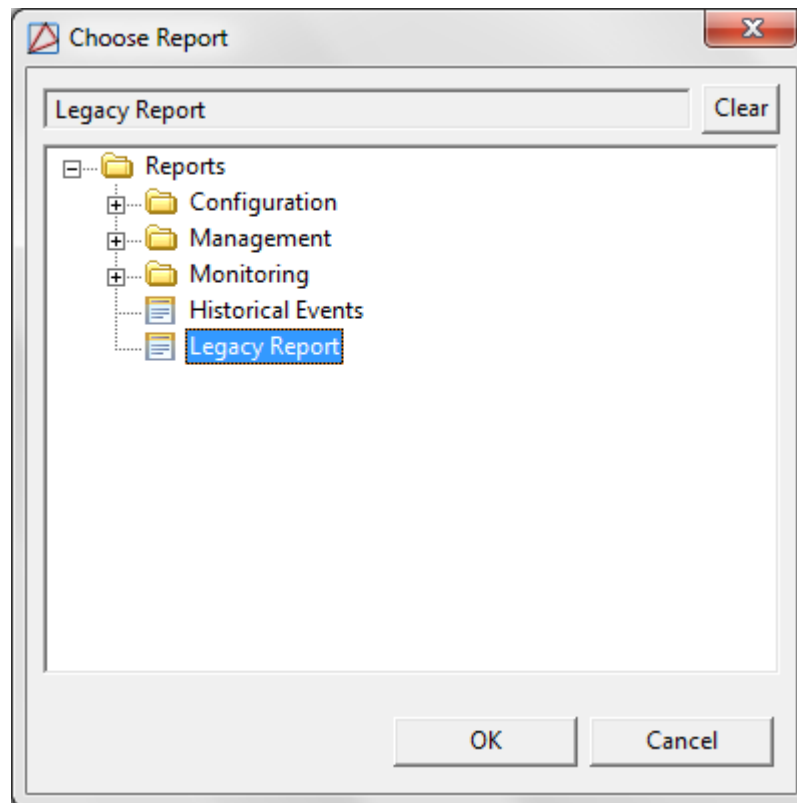 Choose Report
Legacy Report Clear
Reports
Configuration
Management
Monitoring
Historical Events
Legacy Report
OK Cancel